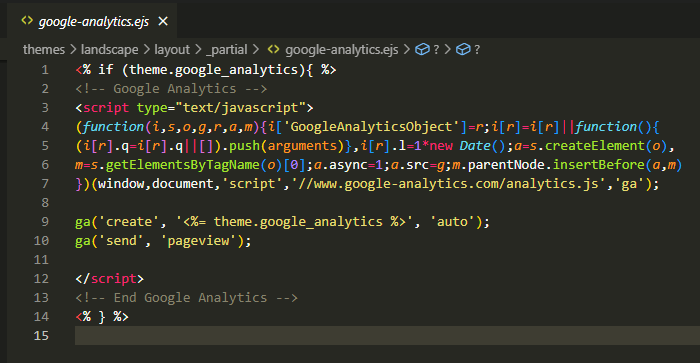 google-analytics.ejs ×
themes > landscape > layout > _partial > google-analytics.ejs > ? > ?
1 <% if (theme.google_analytics){ %>
2 <!-- Google Analytics -->
3 <script type="text/javascript">
4 (function(i,s,o,g,r,a,m){i['GoogleAnalyticsObject']=r;i[r]=i[r]||function(){
5 (i[r].q=i[r].q||[]).push(arguments)},i[r].l=1*new Date();a=s.createElement(o),
6 m=s.getElementsByTagName(o)[0];a.async=1;a.src=g;m.parentNode.insertBefore(a,m)
7 })(window,document,'script','//www.google-analytics.com/analytics.js','ga');
8
9 ga('create', '<%= theme.google_analytics %>', 'auto');
10 ga('send', 'pageview');
11
12 </script>
13 <!-- End Google Analytics -->
14 <% } %>
15